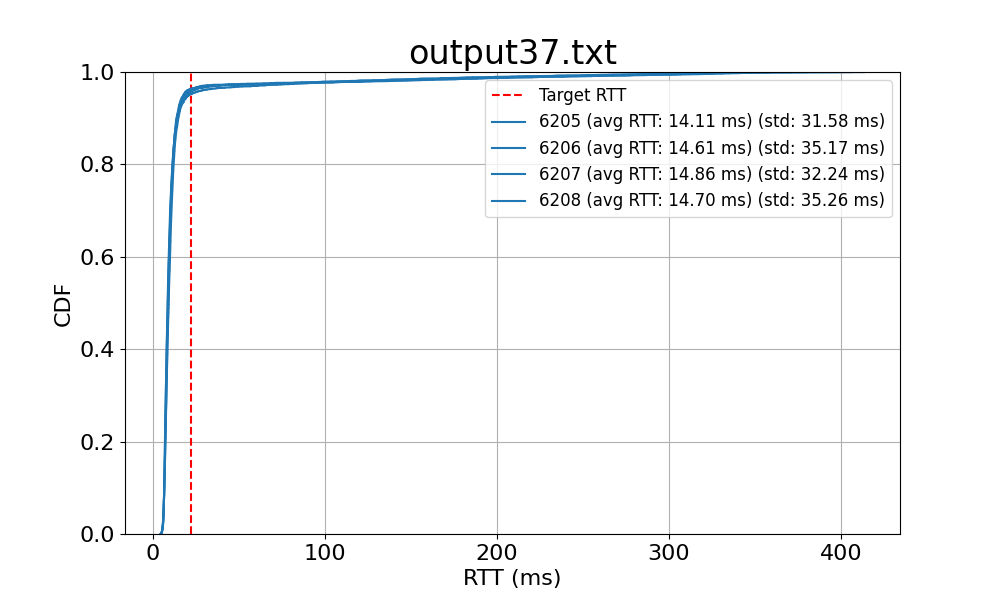 output37.txt
1.0
0.8
0.6
0.4
0.2
0.0
CDF
Target RTT
6205 (avg RTT: 14.11 ms) (std: 31.58 ms)
6206 (avg RTT: 14.61 ms) (std: 35.17 ms)
6207 (avg RTT: 14.86 ms) (std: 32.24 ms)
6208 (avg RTT: 14.70 ms) (std: 35.26 ms)
0 100 200 300 400
RTT (ms)